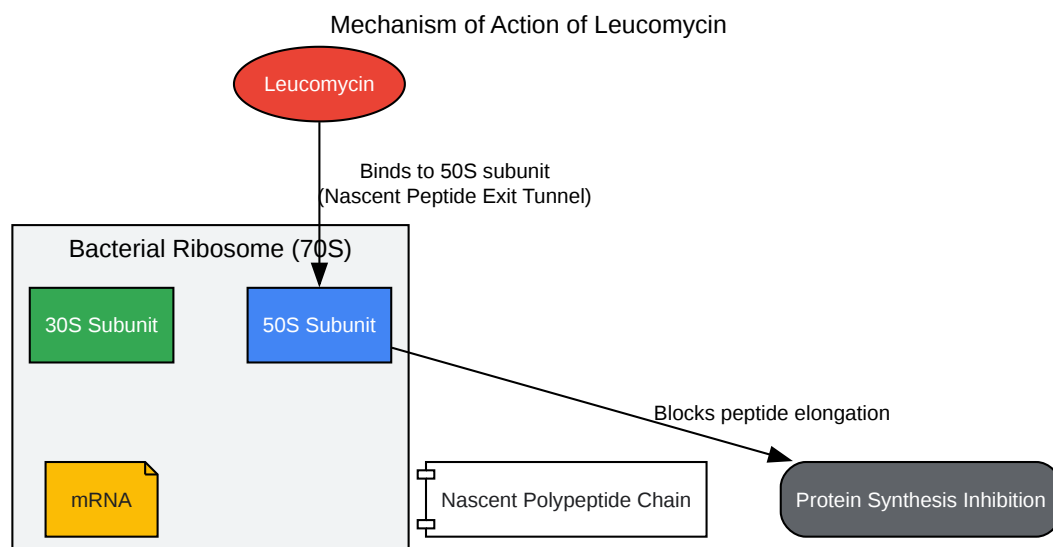 Mechanism of Action of Leucomycin
Leucomycin
Binds to 50S subunit
(Nascent Peptide Exit Tunnel)
Bacterial Ribosome (70S)
30S Subunit
50S Subunit
Blocks peptide elongation
mRNA
Nascent Polypeptide Chain
Protein Synthesis Inhibition